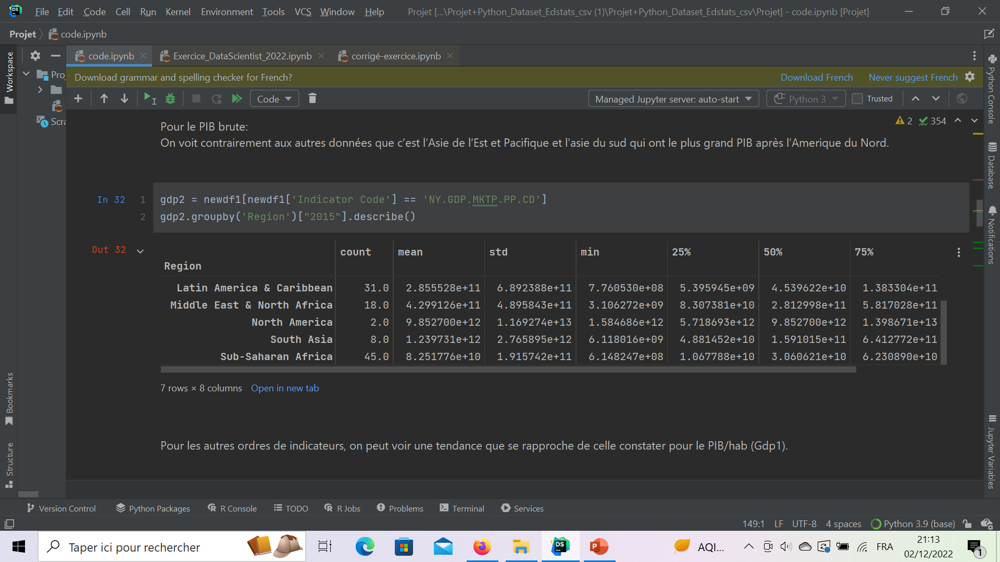 File Edit Code Cell Run Kernel Environment Tools VCS Window Help Projet [...\Projet+Python_Dataset_Edstats_csv (1)\Projet+Python_Dataset_Edstats_csv\Projet] - code.ipynb [Projet]
Projet code.ipynb
code.ipynb Exercice_DataScientist_2022.ipynb corrigé-exercice.ipynb
Workspace
Proj
Scra
Download grammar and spelling checker for French? Download French Never suggest French
Code Managed Jupyter server: auto-start Python 3 Trusted
2 354
Pour le PIB brute:
On voit contrairement aux autres données que c’est l’Asie de l’Est et Pacifique et l’asie du sud qui ont le plus grand PIB après l’Amerique du Nord.
In 32 1 gdp2 = newdf1[newdf1['Indicator Code'] == 'NY.GDP.MKTP.PP.CD']
2 gdp2.groupby('Region')["2015"].describe()
Out 32
count mean std min 25% 50% 75%
Region
Latin America & Caribbean 31.0 2.855528e+11 6.892388e+11 7.760530e+08 5.395945e+09 4.539622e+10 1.383304e+11
Middle East & North Africa 18.0 4.299126e+11 4.895843e+11 3.106272e+09 8.307381e+10 2.812998e+11 5.817028e+11
North America 2.0 9.852700e+12 1.169274e+13 1.584686e+12 5.718693e+12 9.852700e+12 1.398671e+13
South Asia 8.0 1.239731e+12 2.765895e+12 6.118016e+09 4.881452e+10 1.591015e+11 6.412772e+11
Sub-Saharan Africa 45.0 8.251776e+10 1.915742e+11 6.148247e+08 1.067788e+10 3.060621e+10 6.230890e+10
7 rows × 8 columns Open in new tab
Pour les autres ordres de indicateurs, on peut voir une tendance que se rapproche de celle constater pour le PIB/hab (Gdp1).
Bookmarks
Structure
Python Console
Database
Notifications
Jupyter Variables
Version Control Python Packages R Console TODO R Jobs Problems Terminal Services
149:1 LF UTF-8 4 spaces Python 3.9 (base)
Taper ici pour rechercher
DS
AQI...
FRA
21:13
02/12/2022
1